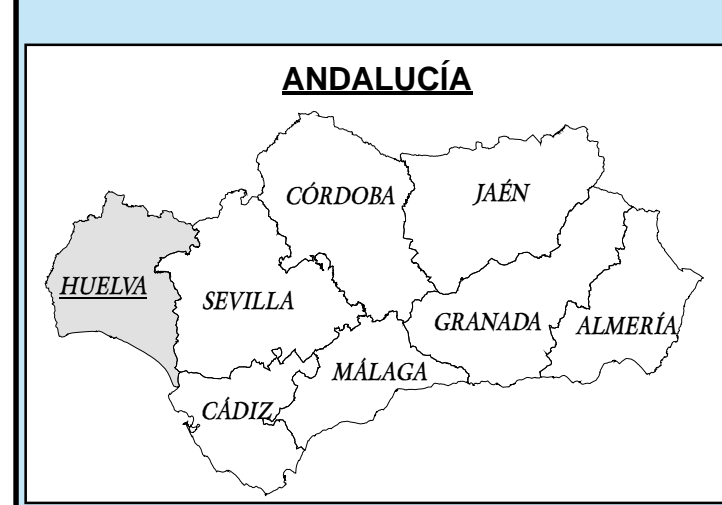 ANDALUCÍA
CÓRDOBA
JAÉN
HUELVA
SEVILLA
GRANADA
ALMERÍA
MÁLAGA
CÁDIZ